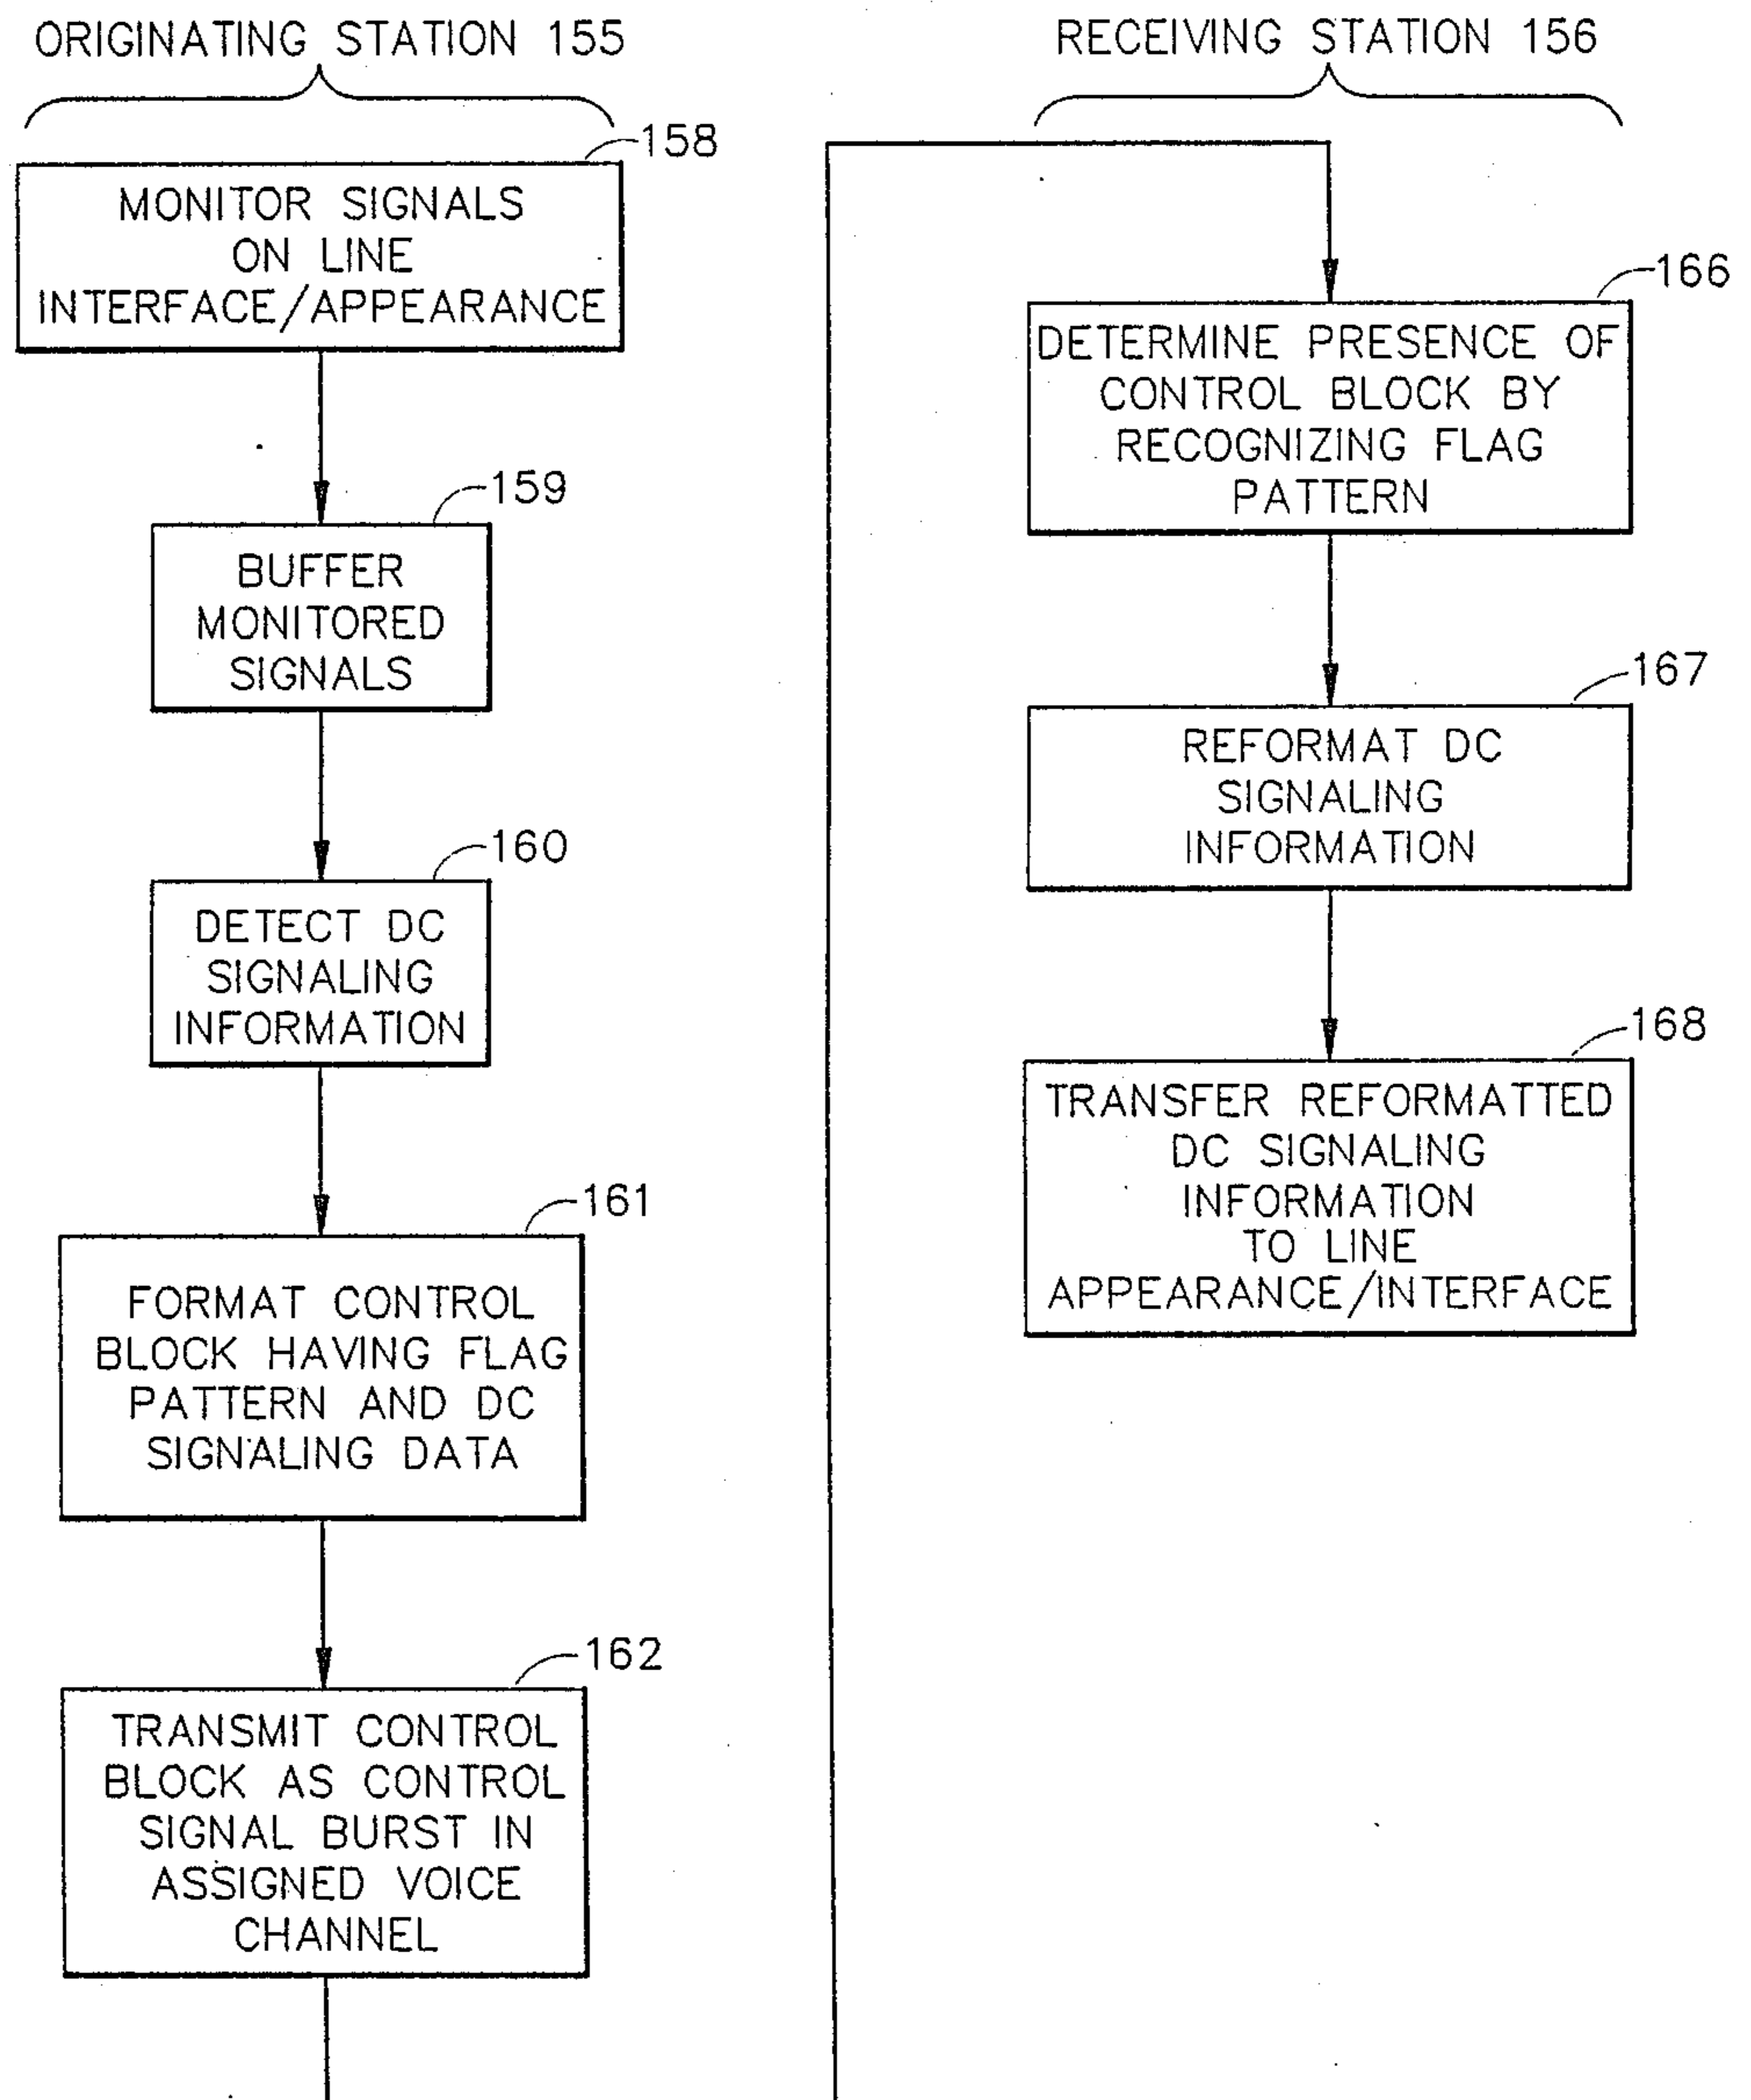 ORIGINATING STATION 155
158
MONITOR SIGNALS
ON LINE
INTERFACE/APPEARANCE
159
BUFFER
MONITORED
SIGNALS
160
DETECT DC
SIGNALING
INFORMATION
161
FORMAT CONTROL
BLOCK HAVING FLAG
PATTERN AND DC
SIGNALING DATA
162
TRANSMIT CONTROL
BLOCK AS CONTROL
SIGNAL BURST IN
ASSIGNED VOICE
CHANNEL
RECEIVING STATION 156
166
DETERMINE PRESENCE OF
CONTROL BLOCK BY
RECOGNIZING FLAG
PATTERN
167
REFORMAT DC
SIGNALING
INFORMATION
168
TRANSFER REFORMATTED
DC SIGNALING
INFORMATION
TO LINE
APPEARANCE/INTERFACE